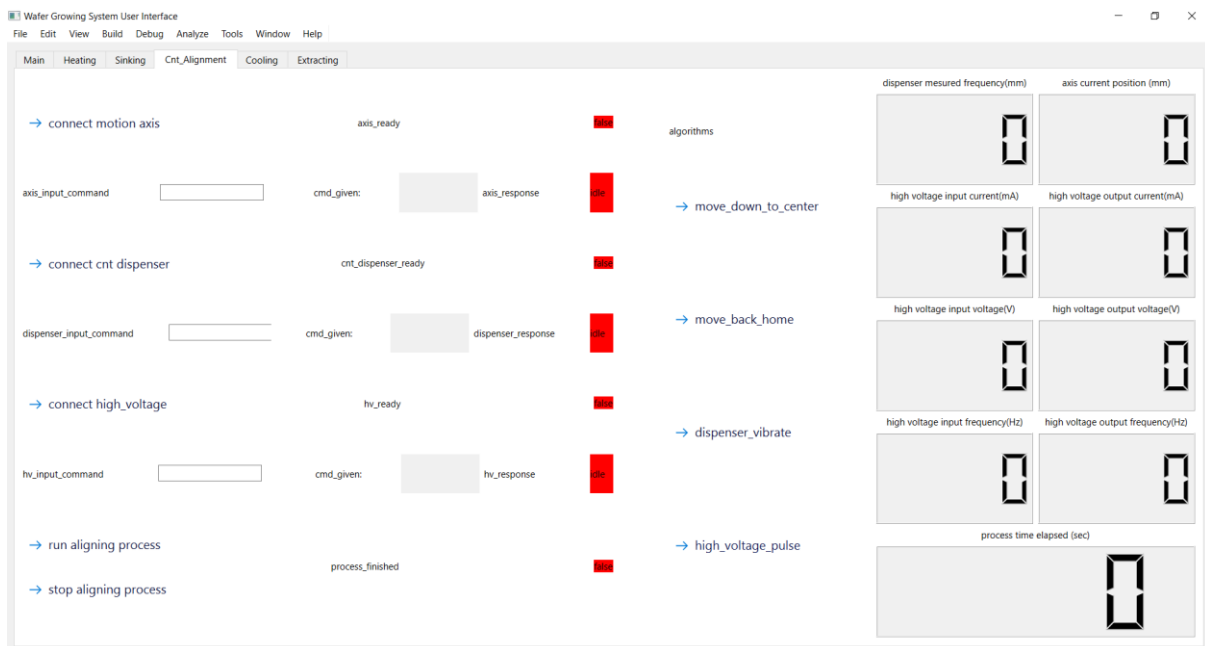 Wafer Growing System User Interface
File Edit View Build Debug Analyze Tools Window Help
Main Heating Sinking Cnt_Alignment Cooling Extracting
connect motion axis axis_ready false
axis_input_command cmd_given: axis_response idle
connect cnt dispenser cnt_dispenser_ready false
dispenser_input_command cmd_given: dispenser_response idle
connect high_voltage hv_ready false
hv_input_command cmd_given: hv_response idle
run aligning process
process_finished false
stop aligning process
algorithms
move_down_to_center
move_back_home
dispenser_vibrate
high_voltage_pulse
dispenser mesured frequency(mm) axis current position (mm)
0 0
high voltage input current(mA) high voltage output current(mA)
0 0
high voltage input voltage(V) high voltage output voltage(V)
0 0
high voltage input frequency(Hz) high voltage output frequency(Hz)
0 0
process time elapsed (sec)
0